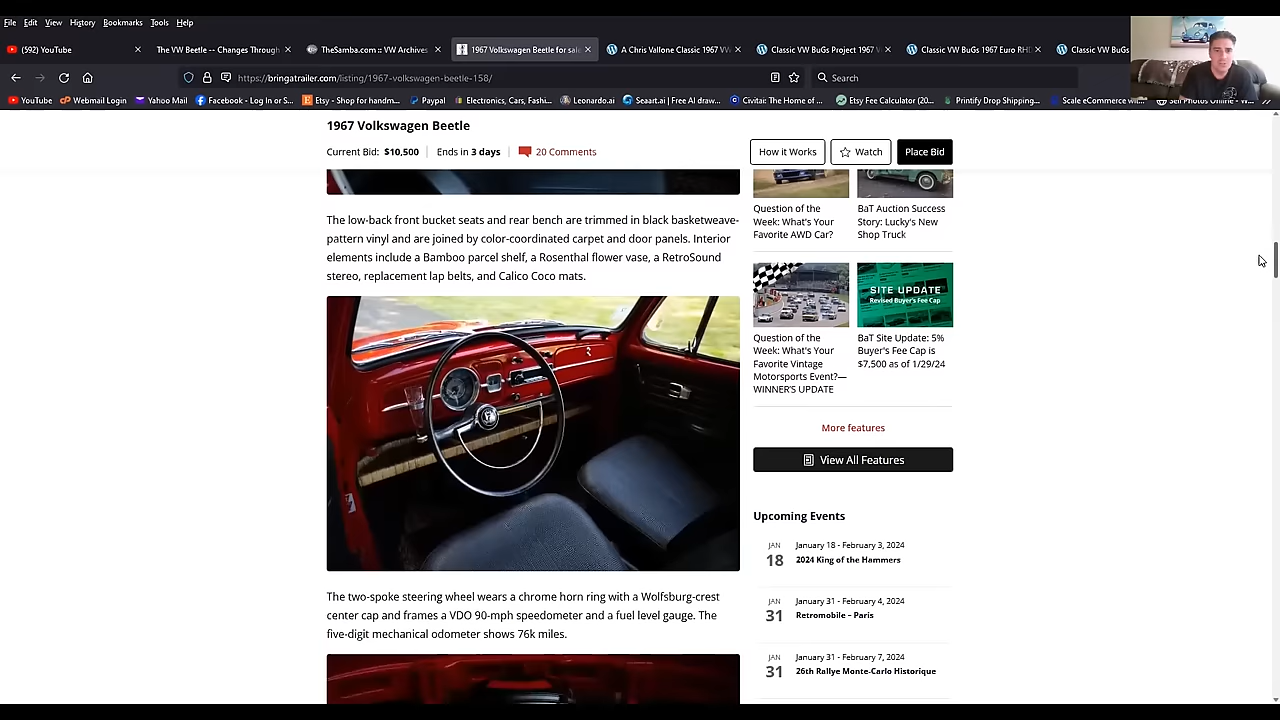 File Edit View History Bookmarks Tools Help
(592) YouTube
The VW Beetle -- Changes Through
TheSamba.com :: VW Archives
1967 Volkswagen Beetle for sale
A Chris Vallone Classic 1967 VW
Classic VW BuGs Project 1967 V
Classic VW BuGs 1967 Euro RHD
Classic VW BuGs
https://bringatrailer.com/listing/1967-volkswagen-beetle-158/
Search
YouTube
Webmail Login
Yahoo Mail
Facebook - Log In or S...
Etsy - Shop for handm...
Paypal
Electronics, Cars, Fashi...
Leonardo.ai
Seaart.ai | Free AI draw...
Civitai: The Home of ...
Etsy Fee Calculator (20...
Printify Drop Shipping...
Scale eCommerce wit...
Sell Photos Online - W...
1967 Volkswagen Beetle
Current Bid: $10,500
Ends in 3 days
20 Comments
How it Works
Watch
Place Bid
The low-back front bucket seats and rear bench are trimmed in black basketweave-
pattern vinyl and are joined by color-coordinated carpet and door panels. Interior
elements include a Bamboo parcel shelf, a Rosenthal flower vase, a RetroSound
stereo, replacement lap belts, and Calico Coco mats.
The two-spoke steering wheel wears a chrome horn ring with a Wolfsburg-crest
center cap and frames a VDO 90-mph speedometer and a fuel level gauge. The
five-digit mechanical odometer shows 76k miles.
Question of the
Week: What's Your
Favorite AWD Car?
BaT Auction Success
Story: Lucky's New
Shop Truck
SITE UPDATE
Revised Buyer's Fee Cap
Question of the
Week: What's Your
Favorite Vintage
Motorsports Event?—
WINNER'S UPDATE
BaT Site Update: 5%
Buyer's Fee Cap is
$7,500 as of 1/29/24
More features
View All Features
Upcoming Events
JAN
18
January 18 - February 3, 2024
2024 King of the Hammers
JAN
31
January 31 - February 4, 2024
Retromobile – Paris
JAN
31
January 31 - February 7, 2024
26th Rallye Monte-Carlo Historique